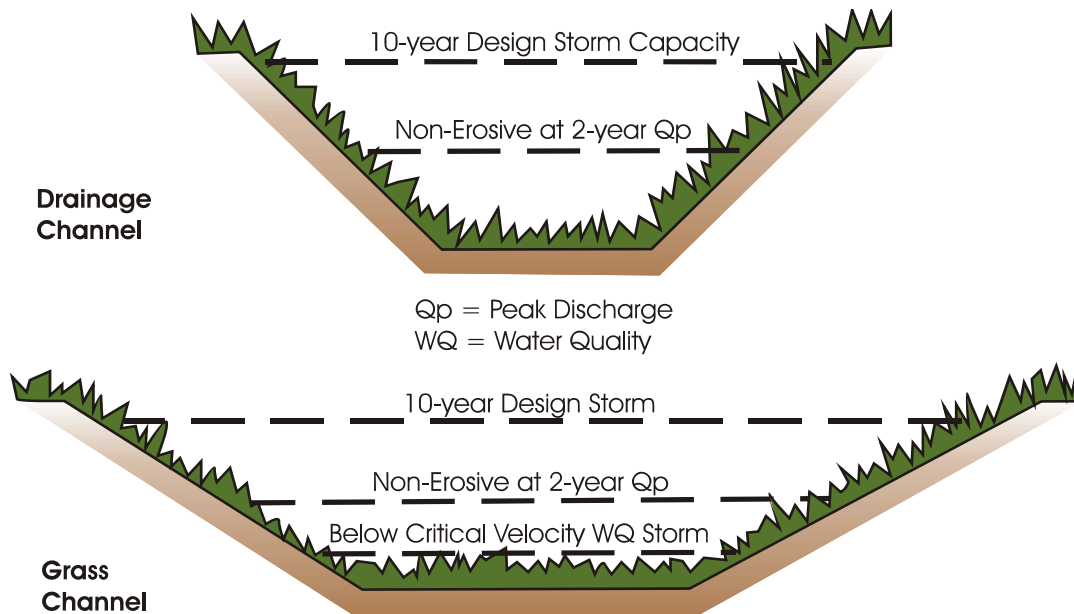 10-year Design Storm Capacity
Non-Erosive at 2-year Qp
Drainage
Channel
Qp = Peak Discharge
WQ = Water Quality
10-year Design Storm
Non-Erosive at 2-year Qp
Below Critical Velocity WQ Storm
Grass
Channel